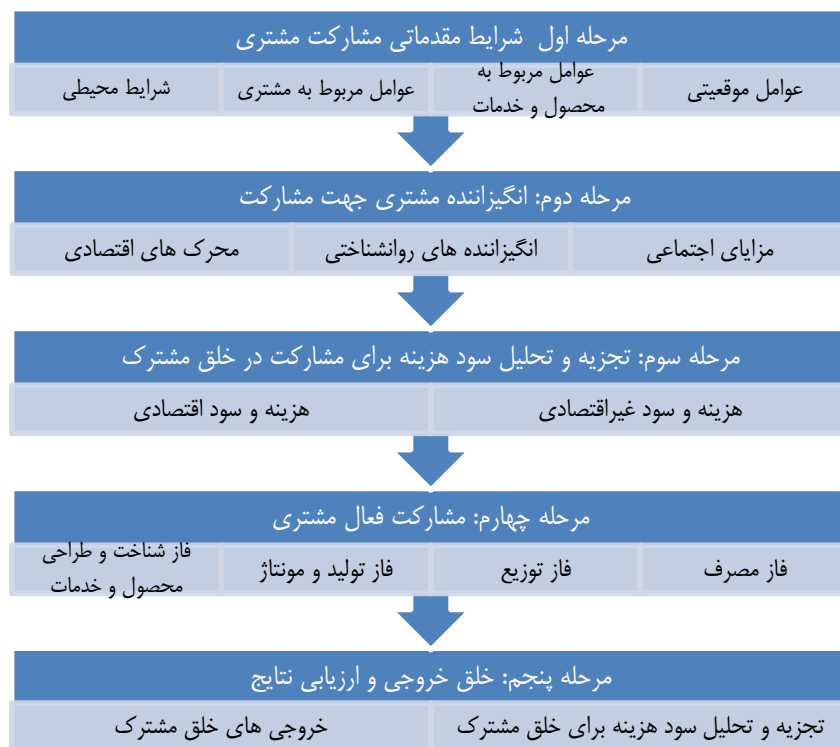 مرحله اول شرایط مقدماتی مشارکت مشتری
عوامل موقعیتی
عوامل مربوط به
محصول و خدمات
عوامل مربوط به مشتری
شرایط محیطی
مرحله دوم: انگیزاننده مشتری جهت مشارکت
مزایای اجتماعی
انگیزاننده های روانشناختی
محرک های اقتصادی
مرحله سوم: تجزیه و تحلیل سود هزینه برای مشارکت در خلق مشترک
هزینه و سود غیراقتصادی
هزینه و سود اقتصادی
مرحله چهارم: مشارکت فعال مشتری
فاز مصرف
فاز توزیع
فاز تولید و مونتاژ
فاز شناخت و طراحی
محصول و خدمات
مرحله پنجم: خلق خروجی و ارزیابی نتایج
تجزیه و تحلیل سود هزینه برای خلق مشترک
خروجی های خلق مشترک